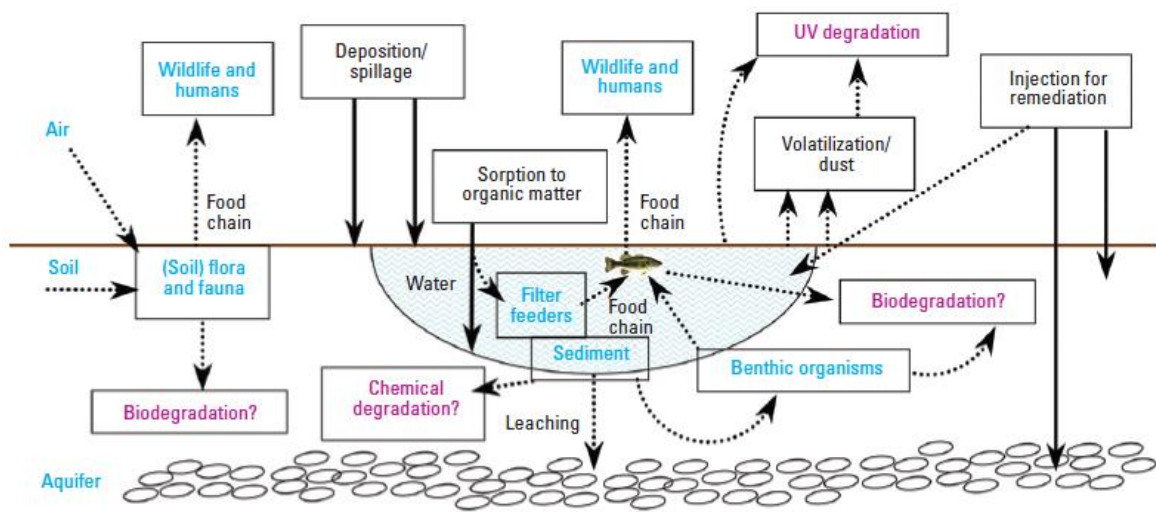 UV degradation
Deposition/
spillage
Wildlife and
humans
Wildlife and
humans
Injection for
remediation
Air
Volatilization/
dust
Sorption to
organic matter
Food
chain
Food
chain
Soil
(Soil) flora
and fauna
Water
Filter
feeders
Food
chain
Biodegradation?
Sediment
Benthic organisms
Chemical
degradation?
Biodegradation?
Leaching
Aquifer